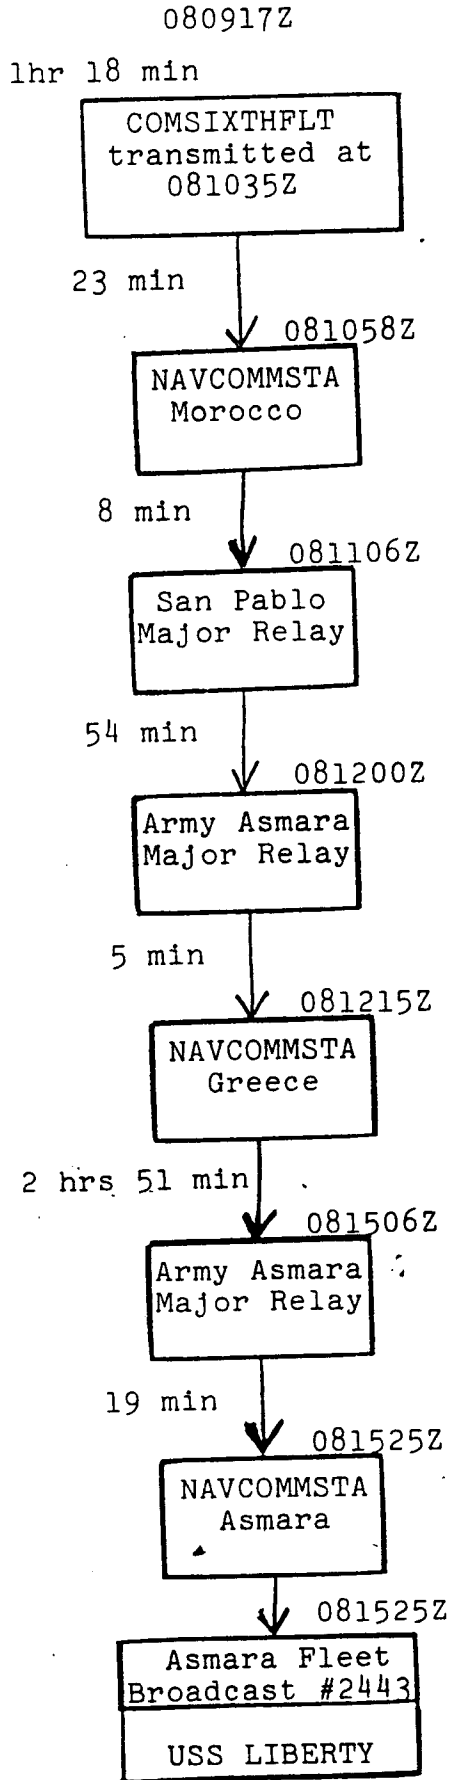 080917Z
1hr 18 min
COMSIXTHFLT
transmitted at
081035Z
23 min
081058Z
NAVCOMMSTA
Morocco
8 min
081106Z
San Pablo
Major Relay
54 min
081200Z
Army Asmara
Major Relay
5 min
081215Z
NAVCOMMSTA
Greece
2 hrs 51 min
081506Z
Army Asmara
Major Relay
19 min
081525Z
NAVCOMMSTA
Asmara
081525Z
Asmara Fleet
Broadcast #2443
USS LIBERTY